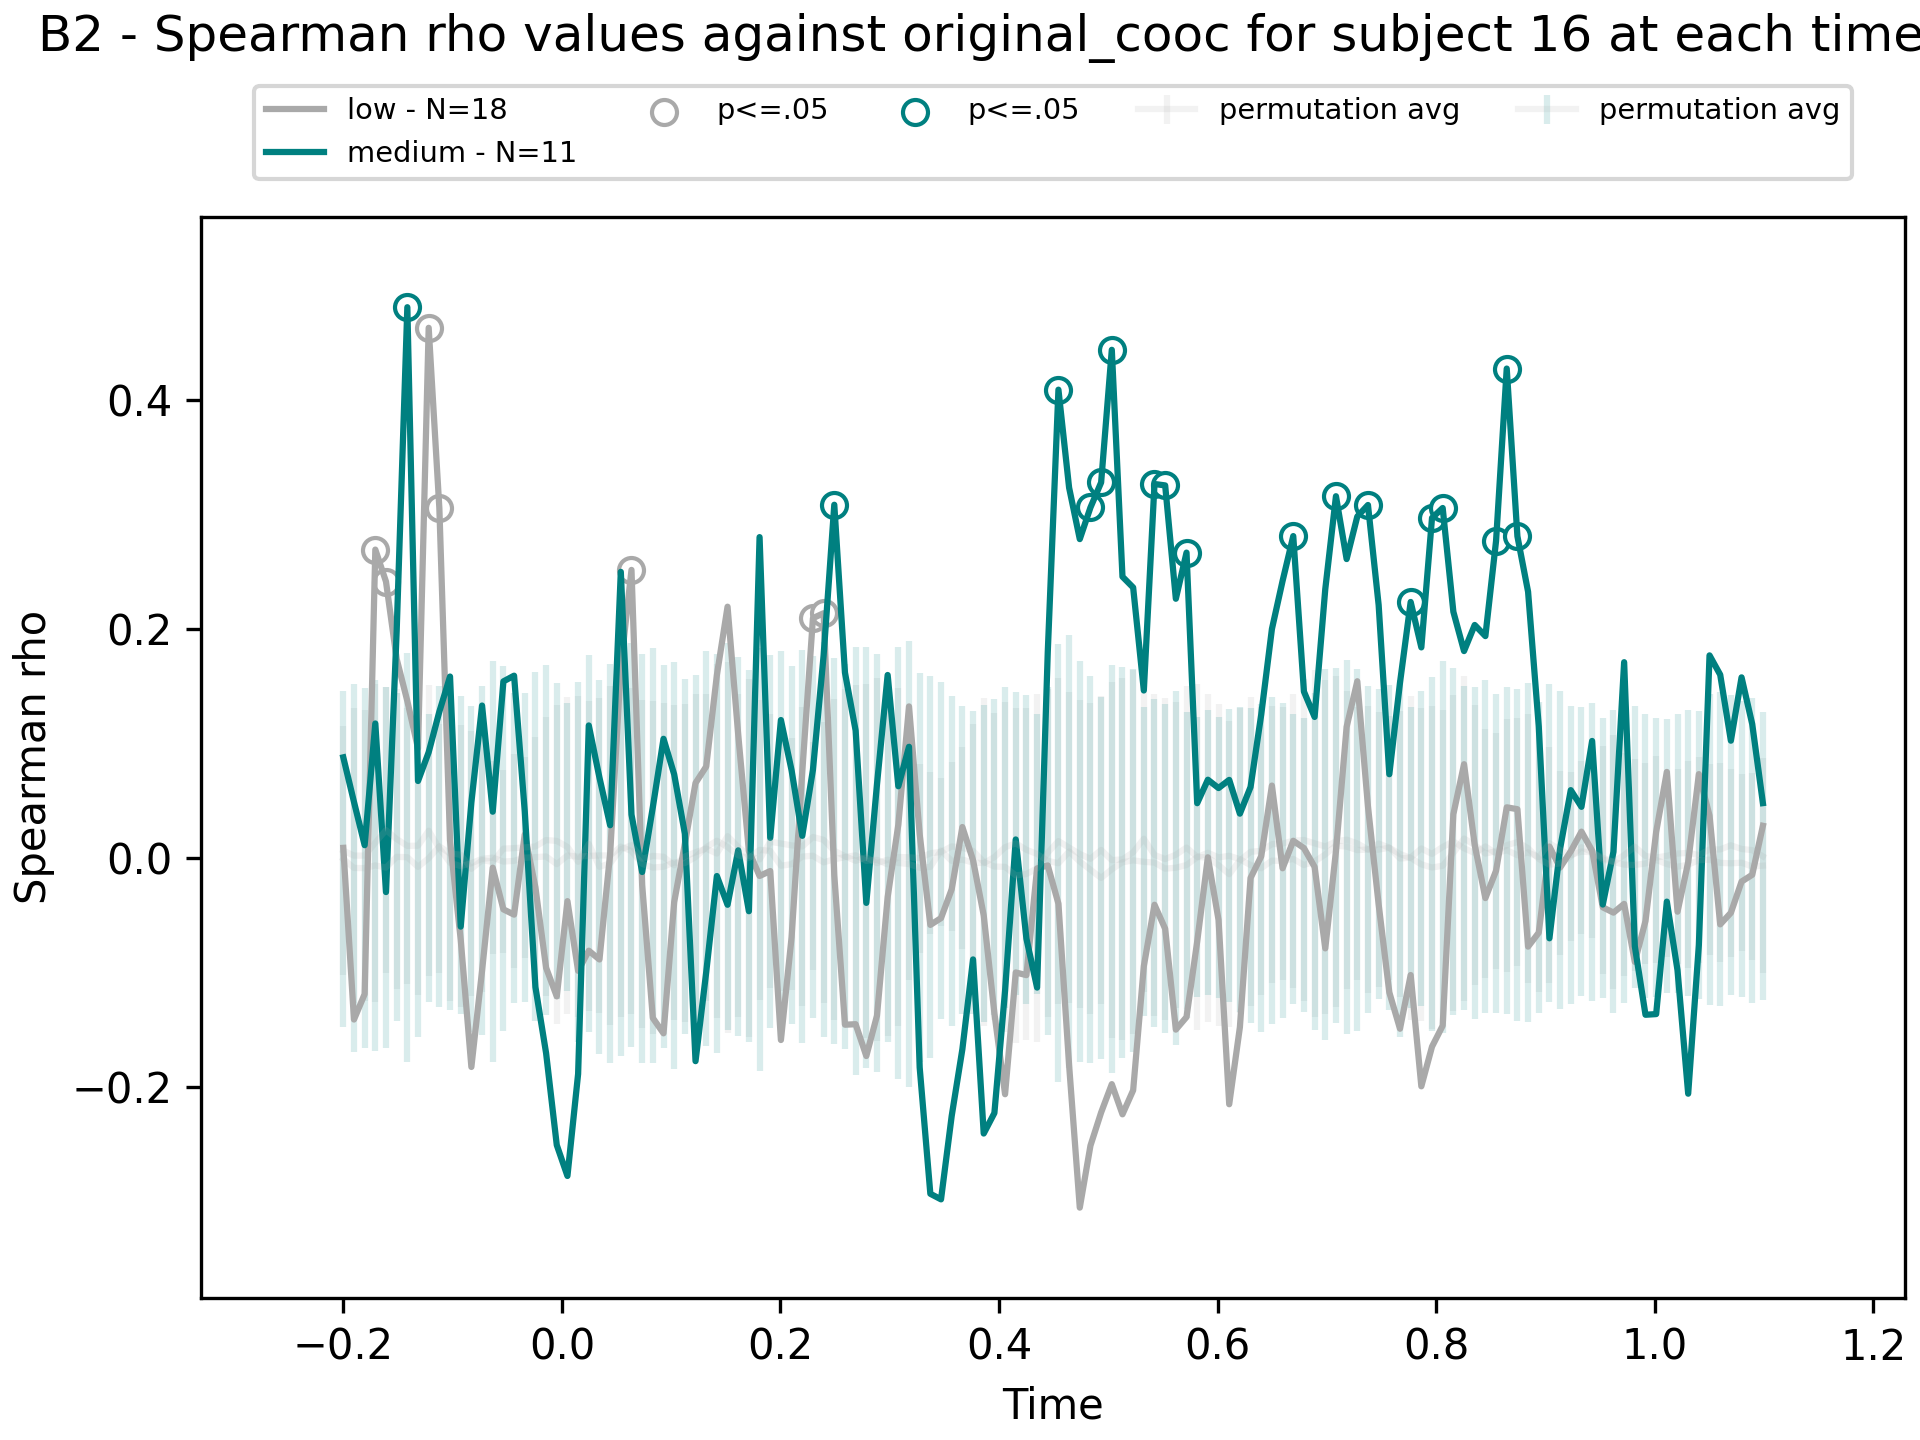 B2 - Spearman rho values against original_cooc for subject 16 at each time
low - N=18
medium - N=11
p<=.05
p<=.05
permutation avg
permutation avg
Spearman rho
0.4
0.2
0.0
−0.2
−0.2 0.0 0.2 0.4 0.6 0.8 1.0 1.2
Time